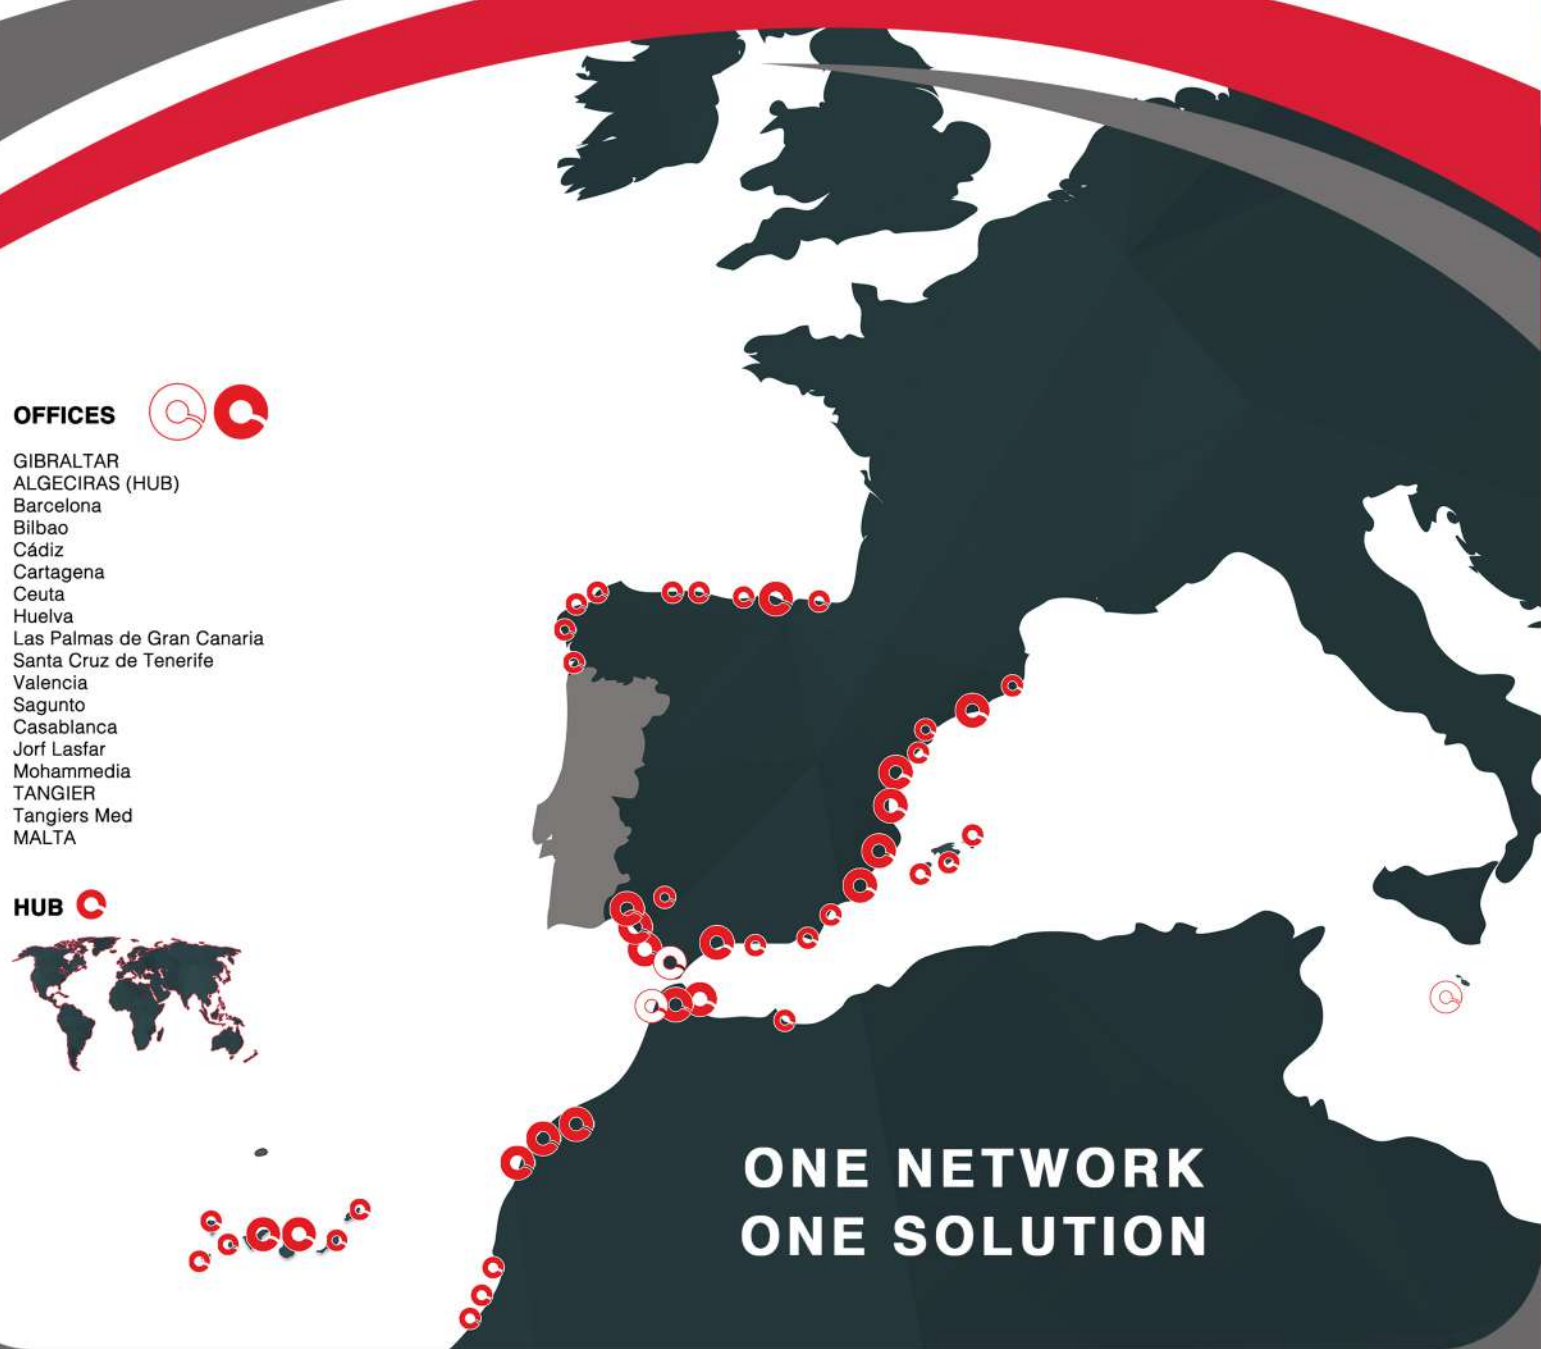 OFFICES
GIBRALTAR
ALGECIRAS (HUB)
Barcelona
Bilbao
Cádiz
Cartagena
Ceuta
Huelva
Las Palmas de Gran Canaria
Santa Cruz de Tenerife
Valencia
Sagunto
Casablanca
Jorf Lasfar
Mohammedia
TANGIER
Tangiers Med
MALTA
HUB
ONE NETWORK
ONE SOLUTION